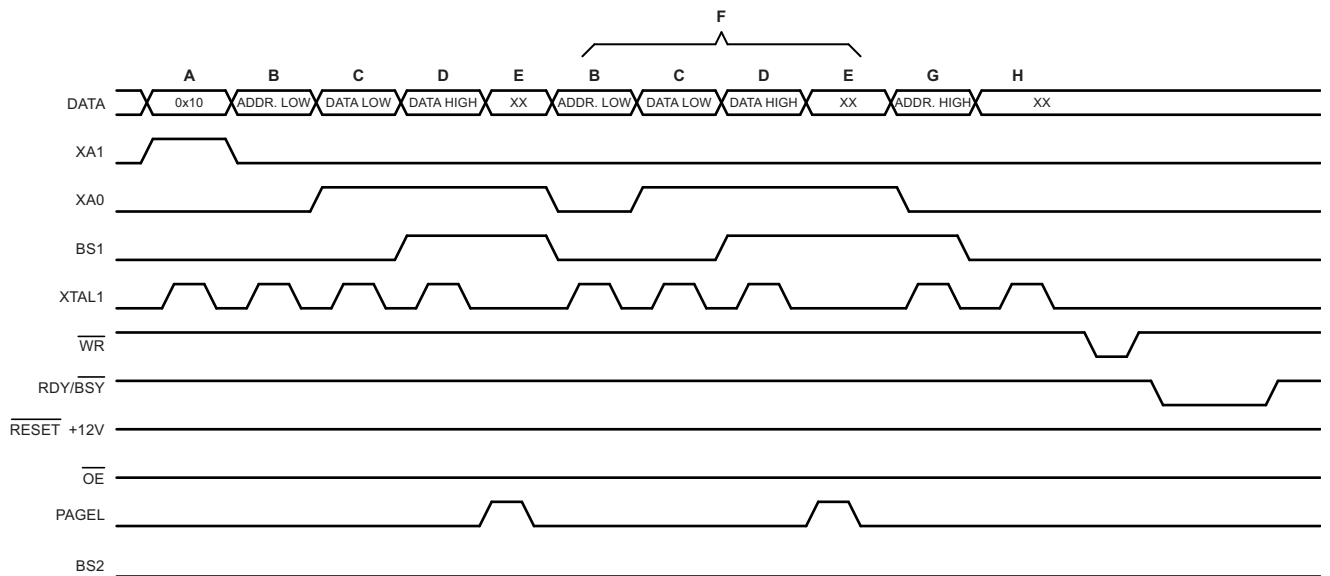 F
A B C D E B C D E G H
DATA 0x10 ADDR. LOW DATA LOW DATA HIGH XX ADDR. LOW DATA LOW DATA HIGH XX ADDR. HIGH XX
XA1
XA0
BS1
XTAL1
WR
RDY/BSY
RESET +12V
OE
PAGEL
BS2